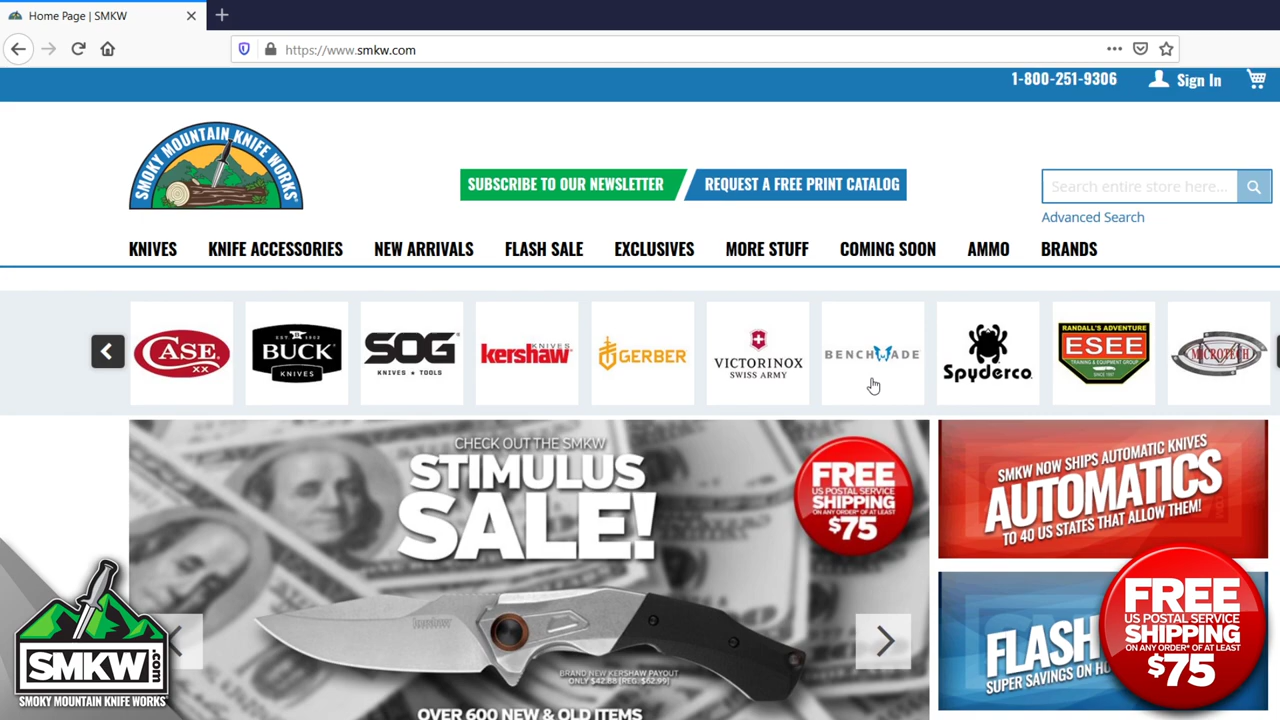 Home Page | SMKW
https://www.smkw.com
1-800-251-9306
Sign In
SMOKY MOUNTAIN KNIFE WORKS®
SUBSCRIBE TO OUR NEWSLETTER
REQUEST A FREE PRINT CATALOG
Search entire store here...
Advanced Search
KNIVES
KNIFE ACCESSORIES
NEW ARRIVALS
FLASH SALE
EXCLUSIVES
MORE STUFF
COMING SOON
AMMO
BRANDS
CASE
XX
EST. 1902
BUCK
KNIVES
SOG®
KNIVES ★ TOOLS
kershaw
KNIVES
GERBER
VICTORINOX
SWISS ARMY
BENCHMADE
Spyderco
RANDALL'S ADVENTURE
ESEE
TRAINING & EQUIPMENT GROUP
SINCE 1997
MICROTECH
CHECK OUT THE SMKW
STIMULUS
SALE!
FREE
US POSTAL SERVICE
SHIPPING
ON ANY ORDER* OF AT LEAST
$75
kershaw
BRAND NEW KERSHAW PAYOUT
ONLY $42.88 (REG. $62.99)
OVER 600 NEW & OLD ITEMS
SMKW NOW SHIPS AUTOMATIC KNIVES
AUTOMATICS
TO 40 US STATES THAT ALLOW THEM!
FLASH
SUPER SAVINGS ON
FREE
US POSTAL SERVICE
SHIPPING
ON ANY ORDER* OF AT LEAST
$75
SMKW.com
SMOKY MOUNTAIN KNIFE WORKS®